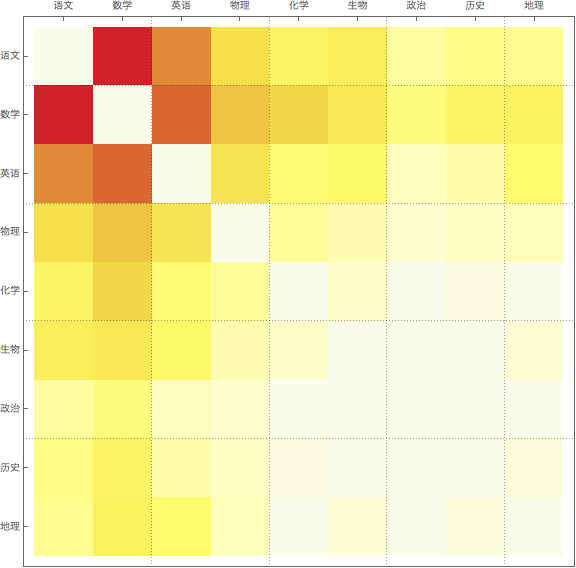 语文 数学 英语 物理 化学 生物 政治 历史 地理
语文
数学
英语
物理
化学
生物
政治
历史
地理